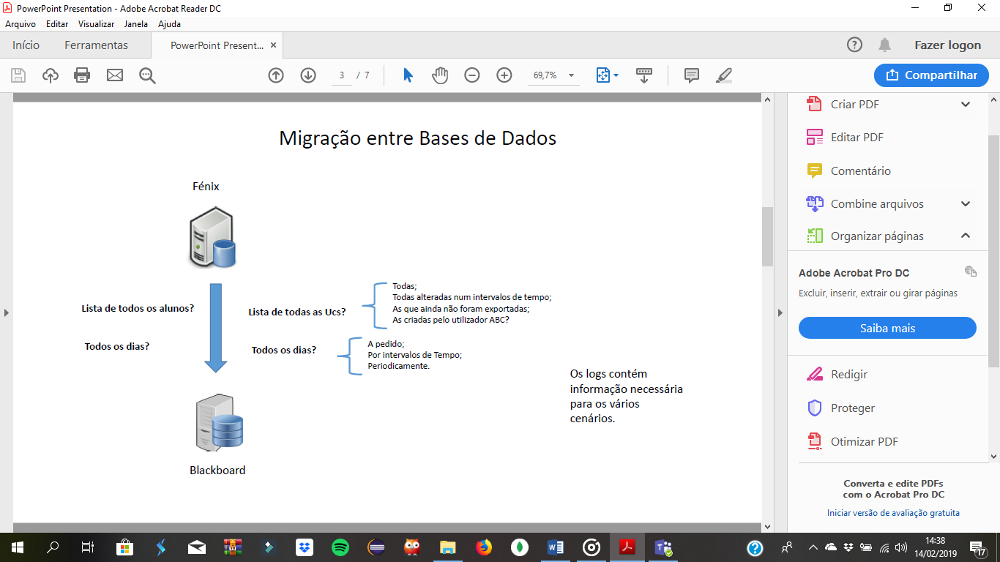 PowerPoint Presentation - Adobe Acrobat Reader DC
Arquivo Editar Visualizar Janela Ajuda
Início Ferramentas PowerPoint Present... × Fazer logon
3 / 7 69,7% Compartilhar
Migração entre Bases de Dados
Fénix
Lista de todos os alunos?
Todos os dias?
Lista de todas as Ucs?
Todas;
Todas alteradas num intervalos de tempo;
As que ainda não foram exportadas;
As criadas pelo utilizador ABC?
Todos os dias?
A pedido;
Por intervalos de Tempo;
Periodicamente.
Os logs contém
informação necessária
para os vários
cenários.
Blackboard
Criar PDF
Editar PDF
Comentário
Combine arquivos
Organizar páginas
Adobe Acrobat Pro DC
Excluir, inserir, extrair ou girar páginas
Saiba mais
Redigir
Proteger
Otimizar PDF
Converta e edite PDFs
com o Acrobat Pro DC
Iniciar versão de avaliação gratuita
14:38
14/02/2019
17